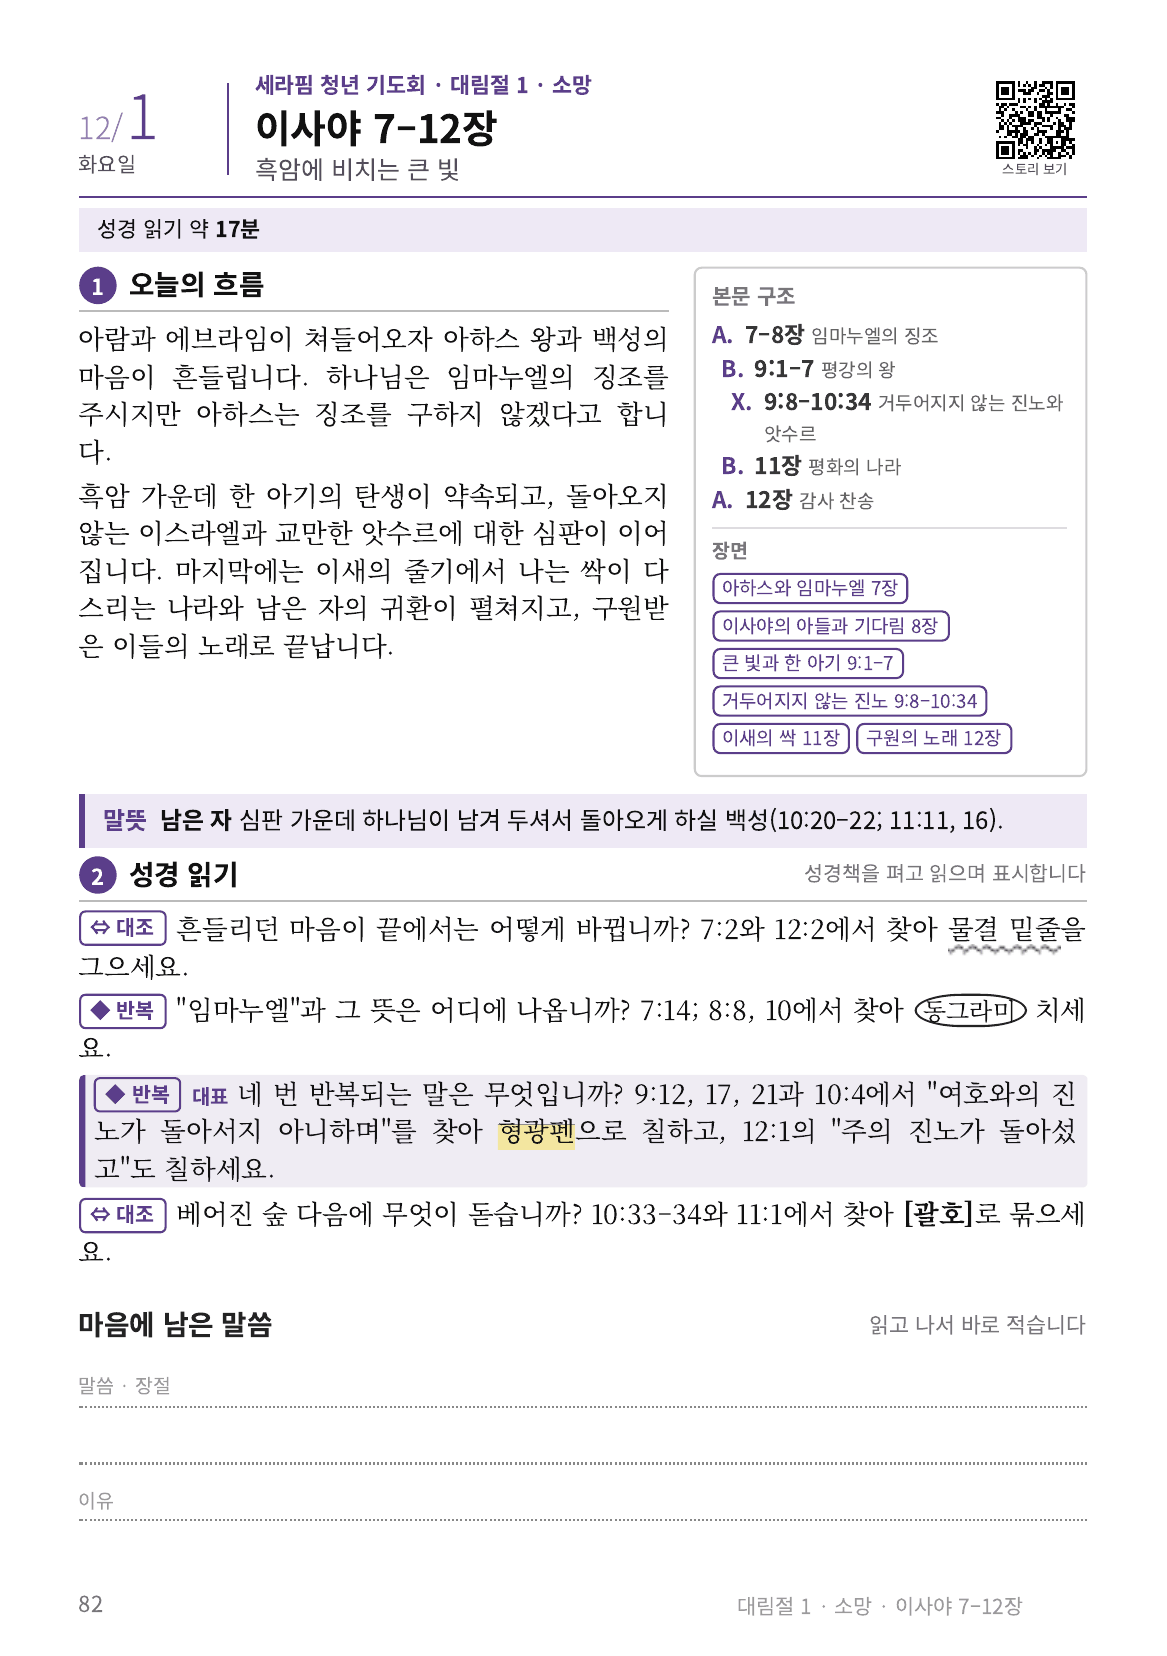 12/1
화요일
세라핌 청년 기도회 · 대림절 1 · 소망
이사야 7–12장
흑암에 비치는 큰 빛
스토리 보기
성경 읽기 약 17분
1 오늘의 흐름
아람과 에브라임이 쳐들어오자 아하스 왕과 백성의
마음이 흔들립니다. 하나님은 임마누엘의 징조를
주시지만 아하스는 징조를 구하지 않겠다고 합니
다.
흑암 가운데 한 아기의 탄생이 약속되고, 돌아오지
않는 이스라엘과 교만한 앗수르에 대한 심판이 이어
집니다. 마지막에는 이새의 줄기에서 나는 싹이 다
스리는 나라와 남은 자의 귀환이 펼쳐지고, 구원받
은 이들의 노래로 끝납니다.
본문 구조
A. 7–8장 임마누엘의 징조
B. 9:1–7 평강의 왕
X. 9:8–10:34 거두어지지 않는 진노와
앗수르
B. 11장 평화의 나라
A. 12장 감사 찬송
장면
아하스와 임마누엘 7장
이사야의 아들과 기다림 8장
큰 빛과 한 아기 9:1–7
거두어지지 않는 진노 9:8–10:34
이새의 싹 11장 구원의 노래 12장
말뜻 남은 자 심판 가운데 하나님이 남겨 두셔서 돌아오게 하실 백성(10:20–22; 11:11, 16).
2 성경 읽기
성경책을 펴고 읽으며 표시합니다
⇔ 대조 흔들리던 마음이 끝에서는 어떻게 바뀝니까? 7:2와 12:2에서 찾아 물결 밑줄을
그으세요.
◆ 반복 "임마누엘"과 그 뜻은 어디에 나옵니까? 7:14; 8:8, 10에서 찾아 동그라미 치세
요.
◆ 반복 대표 네 번 반복되는 말은 무엇입니까? 9:12, 17, 21과 10:4에서 "여호와의 진
노가 돌아서지 아니하며"를 찾아 형광펜으로 칠하고, 12:1의 "주의 진노가 돌아섰
고"도 칠하세요.
⇔ 대조 베어진 숲 다음에 무엇이 돋습니까? 10:33–34와 11:1에서 찾아 [괄호]로 묶으세
요.
마음에 남은 말씀
읽고 나서 바로 적습니다
말씀 · 장절
이유
82
대림절 1 · 소망 · 이사야 7–12장